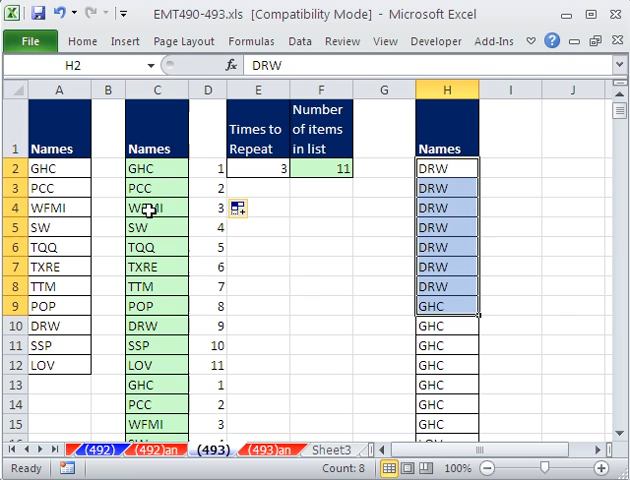 EMT490-493.xls [Compatibility Mode] - Microsoft Excel
File Home Insert Page Layout Formulas Data Review View Developer Add-Ins
H2 fx DRW
A B C D E F G H I J
1 Names Names Times to Repeat Number of items in list Names
2 GHC GHC 1 3 11 DRW
3 PCC PCC 2 DRW
4 WFMI WFMI 3 DRW
5 SW SW 4 DRW
6 TQQ TQQ 5 DRW
7 TXRE TXRE 6 DRW
8 TTM TTM 7 DRW
9 POP POP 8 GHC
10 DRW DRW 9 GHC
11 SSP SSP 10 GHC
12 LOV LOV 11 GHC
13 GHC 1 GHC
14 PCC 2 GHC
15 WFMI 3 GHC
(492) (492)an (493) (493)an Sheet3
Ready Count: 8 100%